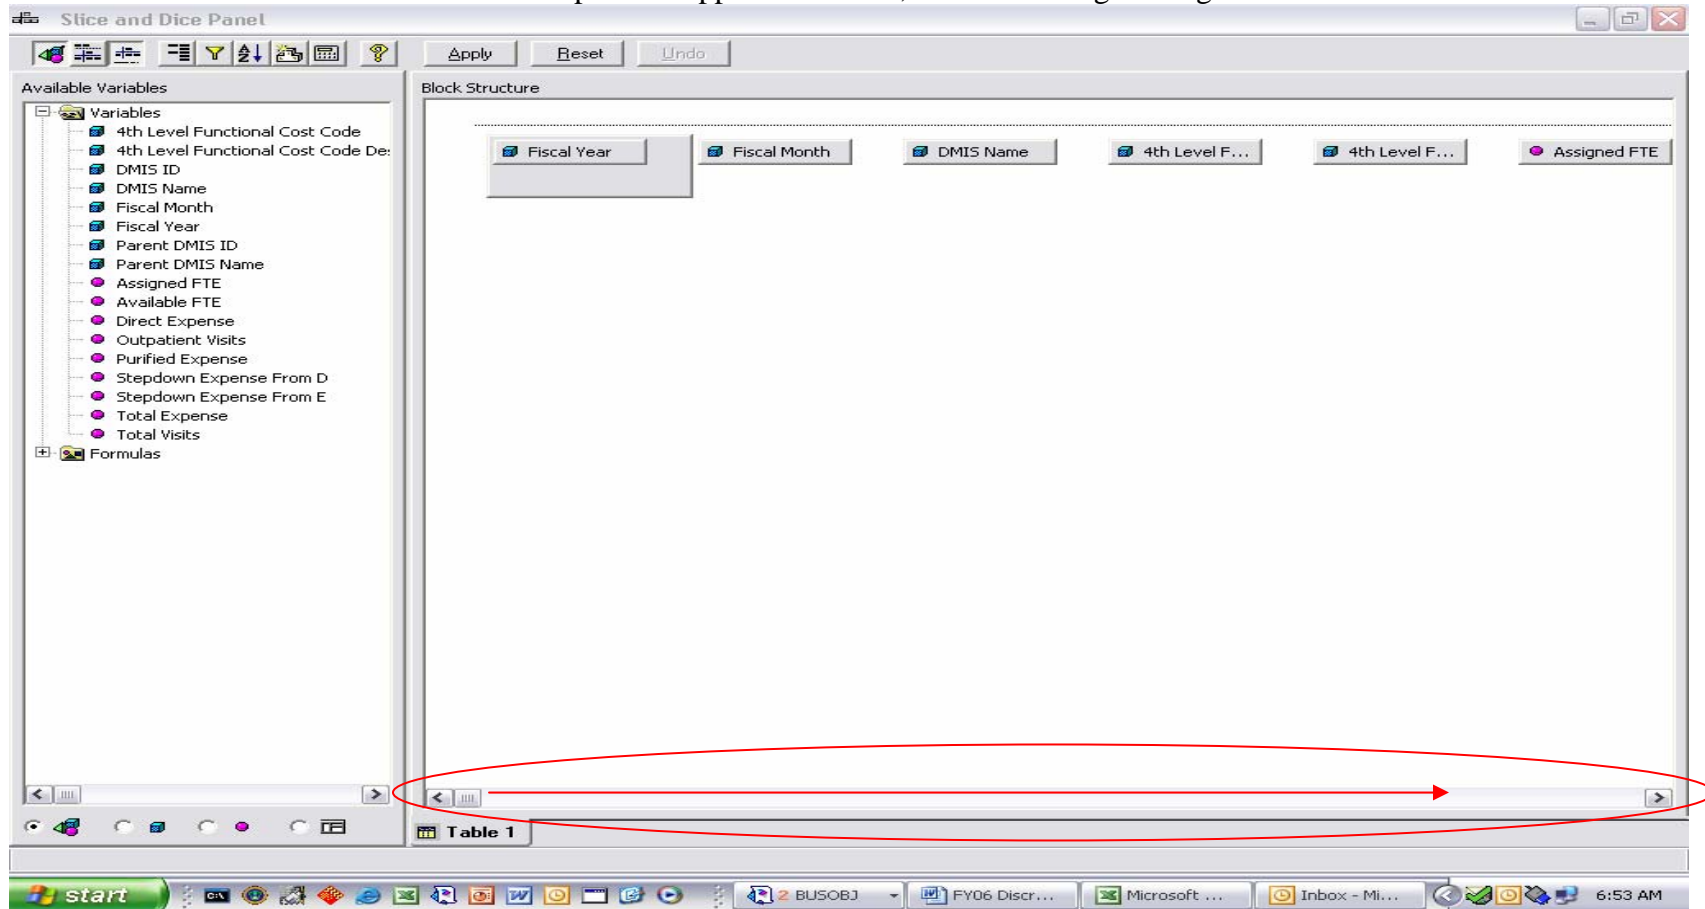 Slice and Dice Panel
Apply Reset Undo
Available Variables
Block Structure
Variables
4th Level Functional Cost Code
4th Level Functional Cost Code De
DMIS ID
DMIS Name
Fiscal Month
Fiscal Year
Parent DMIS ID
Parent DMIS Name
Assigned FTE
Available FTE
Direct Expense
Outpatient Visits
Purified Expense
Stepdown Expense From D
Stepdown Expense From E
Total Expense
Total Visits
Formulas
Fiscal Year Fiscal Month DMIS Name 4th Level F... 4th Level F... Assigned FTE
Table 1
start 2 BUSOBJ FY06 Discr... Microsoft ... Inbox - Mi... 6:53 AM